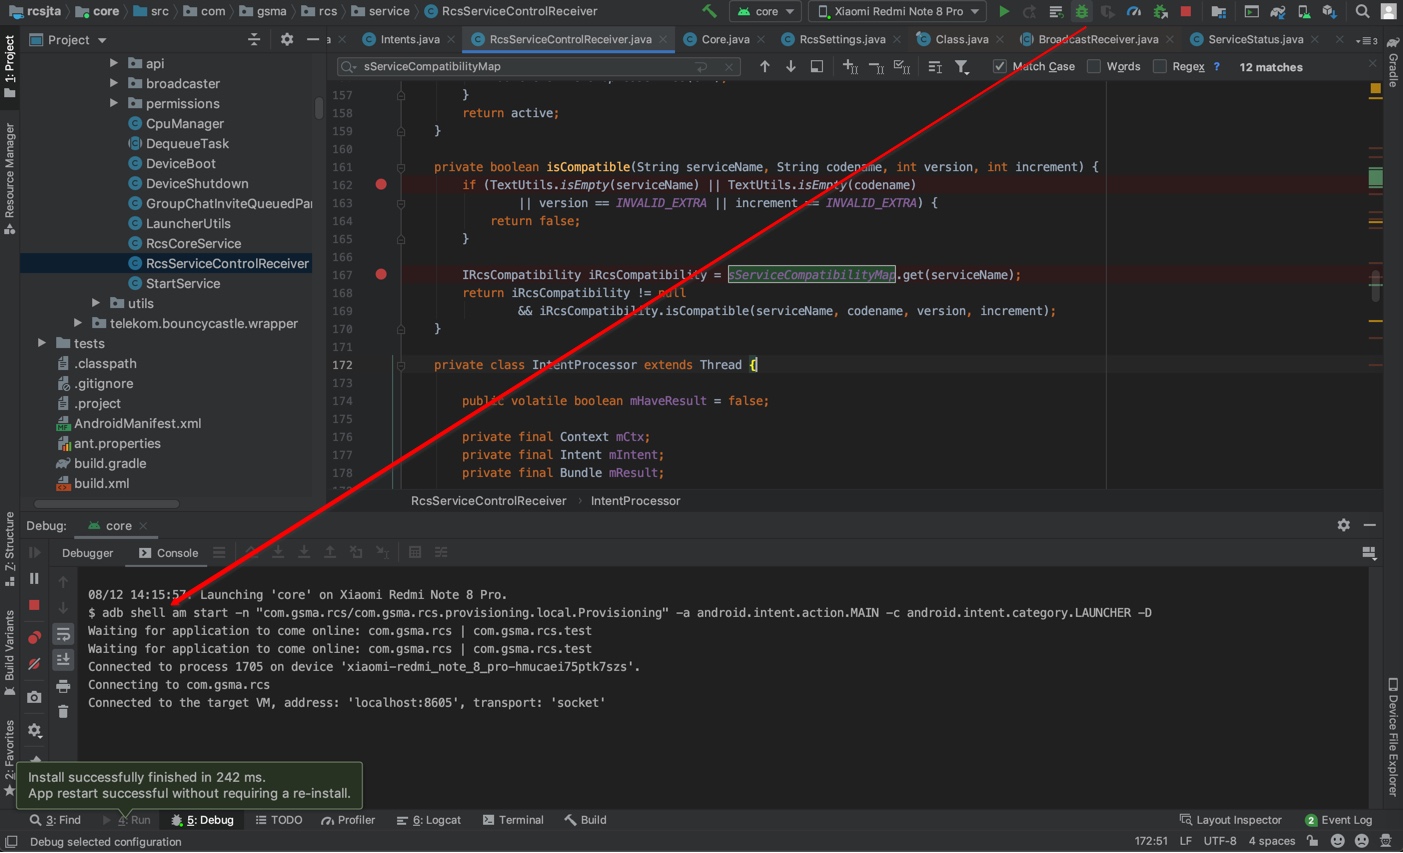 rcsjta core src com gsma rcs service RcsServiceControlReceiver core Xiaomi Redmi Note 8 Pro
Project Intents.java RcsServiceControlReceiver.java Core.java RcsSettings.java Class.java BroadcastReceiver.java ServiceStatus.java
sServiceCompatibilityMap Match Case Words Regex ? 12 matches
1: Project
Resource Manager
Z: Structure
Build Variants
2: Favorites
Gradle
Device File Explorer
api
broadcaster
permissions
CpuManager
DequeueTask
DeviceBoot
DeviceShutdown
GroupChatInviteQueuedPar
LauncherUtils
RcsCoreService
RcsServiceControlReceiver
StartService
utils
telekom.bouncycastle.wrapper
tests
.classpath
.gitignore
.project
AndroidManifest.xml
ant.properties
build.gradle
build.xml
157 }
158 return active;
159 }
160
161 private boolean isCompatible(String serviceName, String codename, int version, int increment) {
162 if (TextUtils.isEmpty(serviceName) || TextUtils.isEmpty(codename)
163 || version == INVALID_EXTRA || increment == INVALID_EXTRA) {
164 return false;
165 }
166
167 IRcsCompatibility iRcsCompatibility = sServiceCompatibilityMap.get(serviceName);
168 return iRcsCompatibility != null
169 && iRcsCompatibility.isCompatible(serviceName, codename, version, increment);
170 }
171
172 private class IntentProcessor extends Thread {
173
174 public volatile boolean mHaveResult = false;
175
176 private final Context mCtx;
177 private final Intent mIntent;
178 private final Bundle mResult;
RcsServiceControlReceiver › IntentProcessor
Debug: core
Debugger Console
08/12 14:15:57: Launching 'core' on Xiaomi Redmi Note 8 Pro.
$ adb shell am start -n "com.gsma.rcs/com.gsma.rcs.provisioning.local.Provisioning" -a android.intent.action.MAIN -c android.intent.category.LAUNCHER -D
Waiting for application to come online: com.gsma.rcs | com.gsma.rcs.test
Waiting for application to come online: com.gsma.rcs | com.gsma.rcs.test
Connected to process 1705 on device 'xiaomi-redmi_note_8_pro-hmucaei75ptk7szs'.
Connecting to com.gsma.rcs
Connected to the target VM, address: 'localhost:8605', transport: 'socket'
Install successfully finished in 242 ms.
App restart successful without requiring a re-install.
3: Find 4: Run 5: Debug TODO Profiler 6: Logcat Terminal Build Layout Inspector 2 Event Log
Debug selected configuration 172:51 LF UTF-8 4 spaces